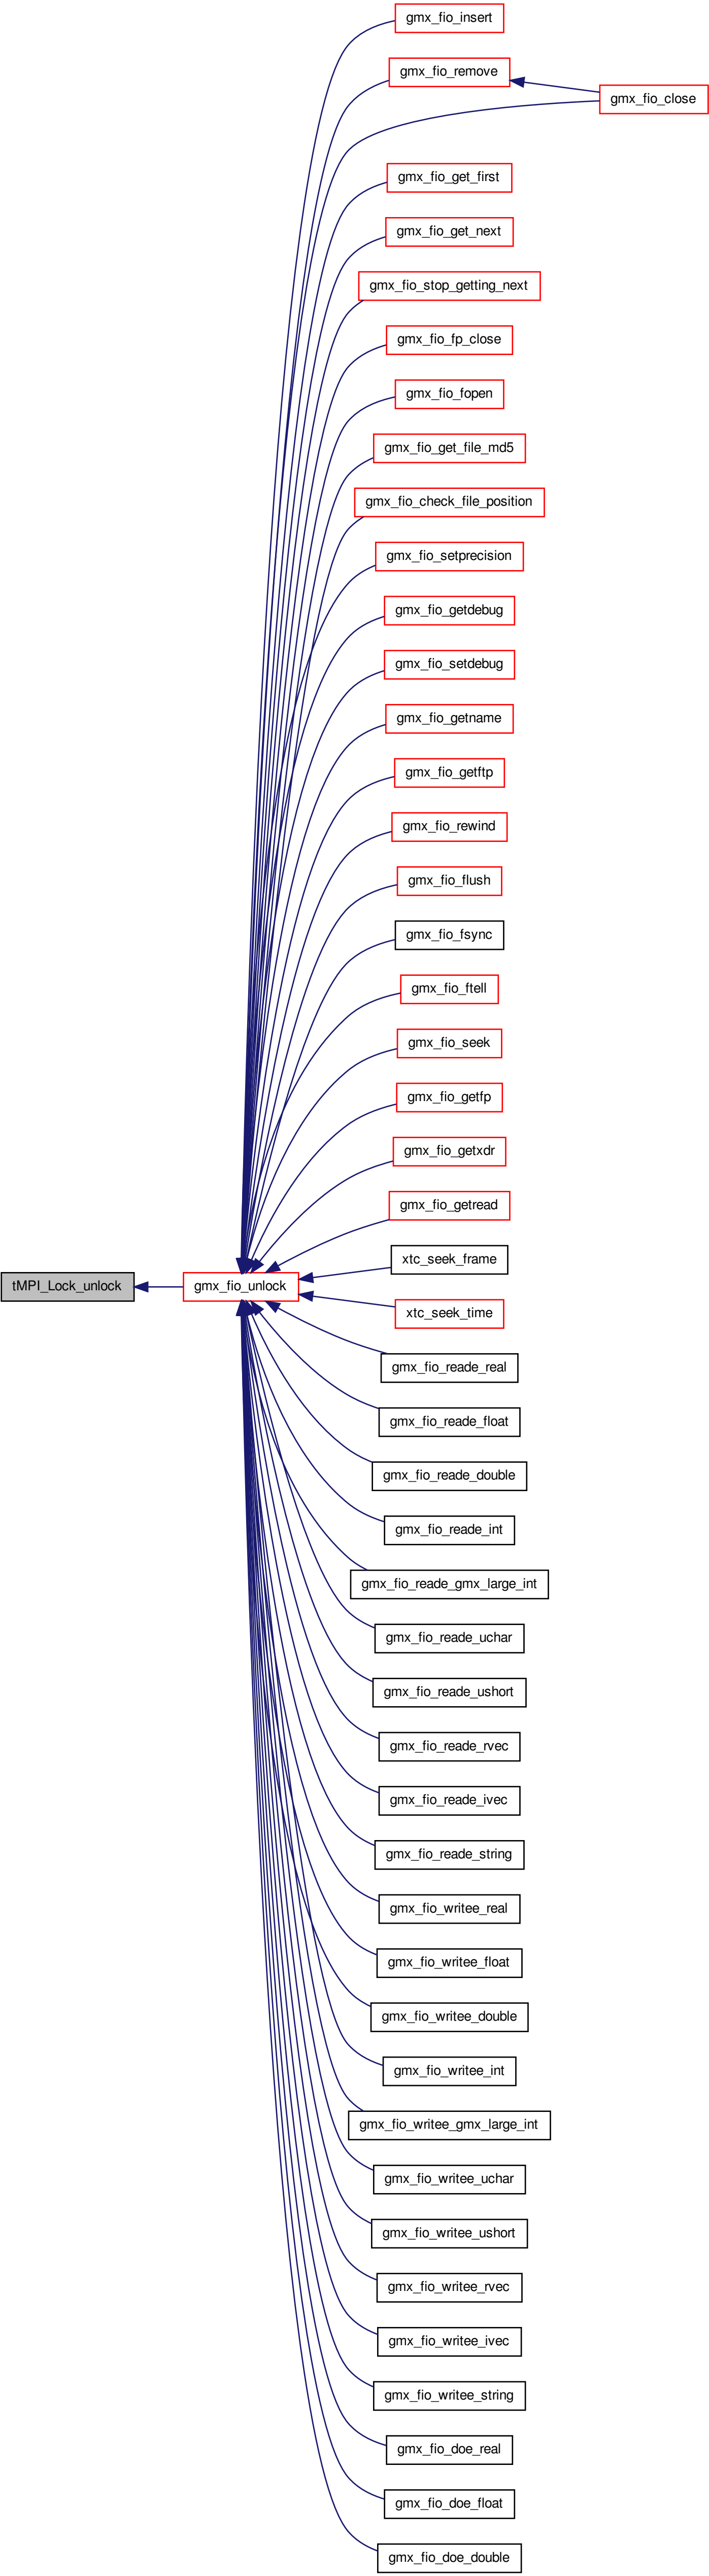 gmx_fio_insert
gmx_fio_remove
gmx_fio_close
gmx_fio_get_first
gmx_fio_get_next
gmx_fio_stop_getting_next
gmx_fio_fp_close
gmx_fio_fopen
gmx_fio_get_file_md5
gmx_fio_check_file_position
gmx_fio_setprecision
gmx_fio_getdebug
gmx_fio_setdebug
gmx_fio_getname
gmx_fio_getftp
gmx_fio_rewind
gmx_fio_flush
gmx_fio_fsync
gmx_fio_ftell
gmx_fio_seek
gmx_fio_getfp
gmx_fio_getxdr
gmx_fio_getread
xtc_seek_frame
tMPI_Lock_unlock
gmx_fio_unlock
xtc_seek_time
gmx_fio_reade_real
gmx_fio_reade_float
gmx_fio_reade_double
gmx_fio_reade_int
gmx_fio_reade_gmx_large_int
gmx_fio_reade_uchar
gmx_fio_reade_ushort
gmx_fio_reade_rvec
gmx_fio_reade_ivec
gmx_fio_reade_string
gmx_fio_writee_real
gmx_fio_writee_float
gmx_fio_writee_double
gmx_fio_writee_int
gmx_fio_writee_gmx_large_int
gmx_fio_writee_uchar
gmx_fio_writee_ushort
gmx_fio_writee_rvec
gmx_fio_writee_ivec
gmx_fio_writee_string
gmx_fio_doe_real
gmx_fio_doe_float
gmx_fio_doe_double